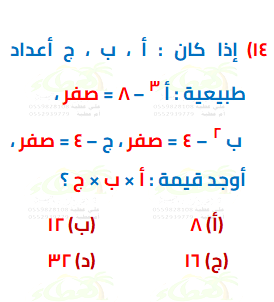 ١٤) إذا كان : أ ، ب ، ج أعداد
طبيعية : أ ٣ – ٨ = صفر ،
ب ٢ – ٤ = صفر ، ج – ٤ = صفر ،
أوجد قيمة : أ × ب × ج ؟
(أ) ٨ (ب) ١٢
(ج) ١٦ (د) ٣٢